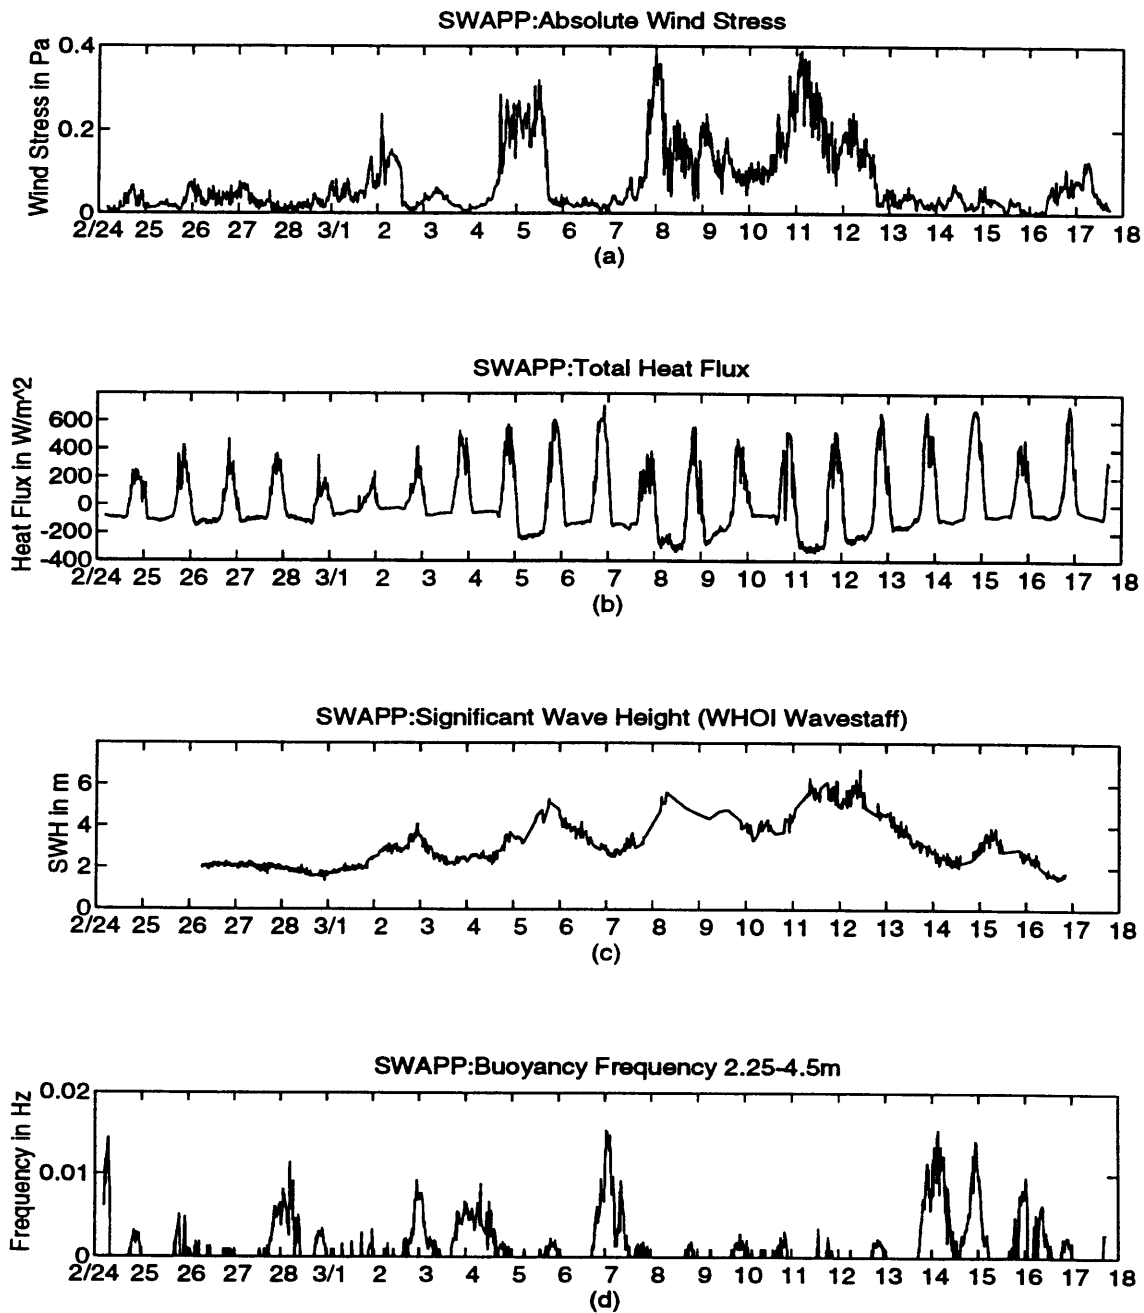 SWAPP:Absolute Wind Stress
Wind Stress in Pa
0.4
0.2
0
2/24 25 26 27 28 3/1 2 3 4 5 6 7 8 9 10 11 12 13 14 15 16 17 18
(a)
SWAPP:Total Heat Flux
Heat Flux in W/m^2
600
400
200
0
-200
-400
2/24 25 26 27 28 3/1 2 3 4 5 6 7 8 9 10 11 12 13 14 15 16 17 18
(b)
SWAPP:Significant Wave Height (WHOI Wavestaff)
SWH in m
6
4
2
0
2/24 25 26 27 28 3/1 2 3 4 5 6 7 8 9 10 11 12 13 14 15 16 17 18
(c)
SWAPP:Buoyancy Frequency 2.25-4.5m
Frequency in Hz
0.02
0.01
0
2/24 25 26 27 28 3/1 2 3 4 5 6 7 8 9 10 11 12 13 14 15 16 17 18
(d)